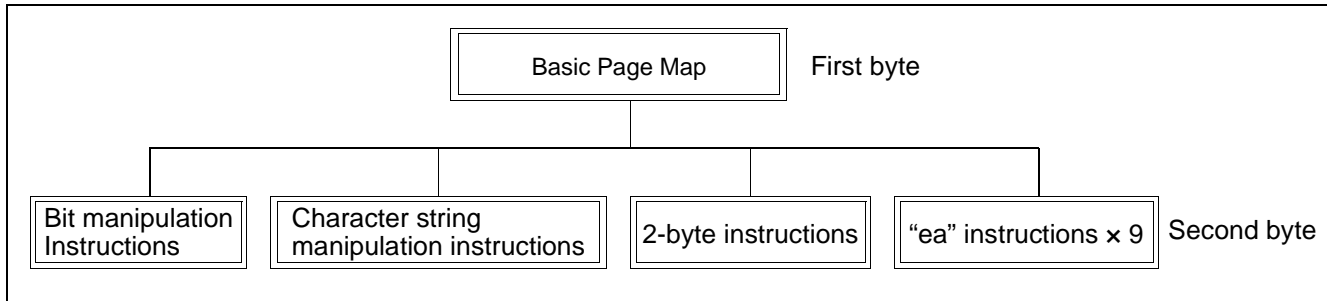 Basic Page Map
First byte
Bit manipulation
Instructions
Character string
manipulation instructions
2-byte instructions
“ea” instructions × 9
Second byte